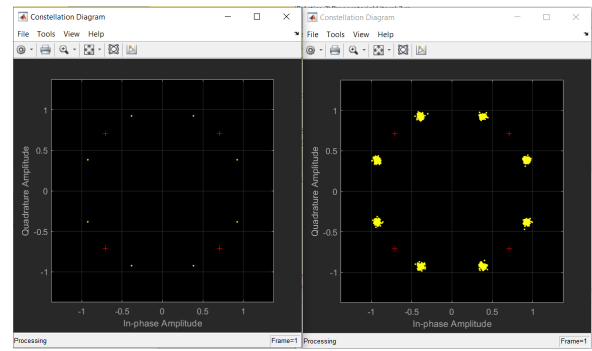 Constellation Diagram
File Tools View Help
1
0.5
0
-0.5
-1
Quadrature Amplitude
-1 -0.5 0 0.5 1
In-phase Amplitude
Processing Frame=1
Constellation Diagram
File Tools View Help
1
0.5
0
-0.5
-1
Quadrature Amplitude
-1 -0.5 0 0.5 1
In-phase Amplitude
Processing Frame=1